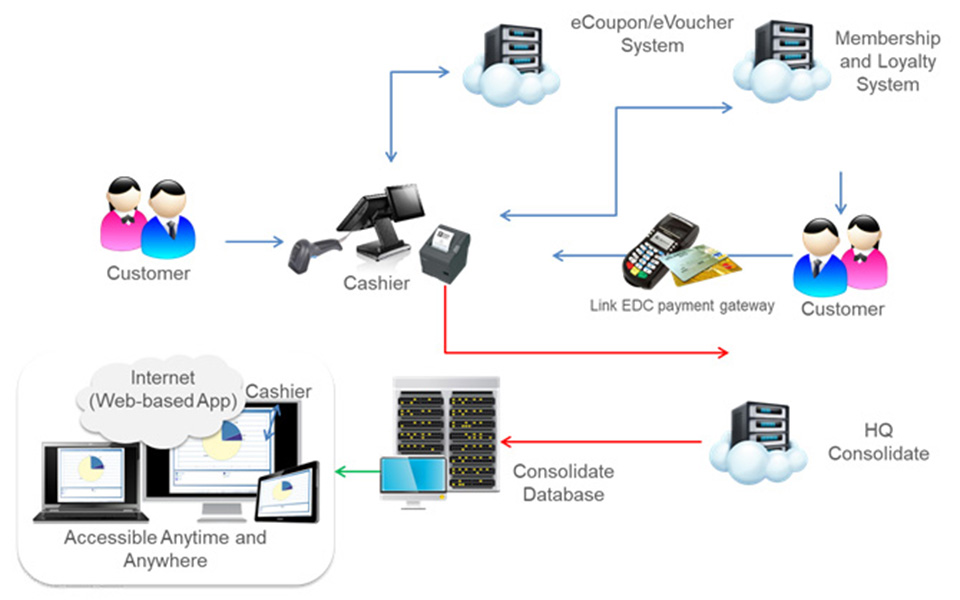 eCoupon/eVoucher
System
Membership
and Loyalty
System
Customer
Cashier
Link EDC payment gateway
Customer
Internet
(Web-based App)
Cashier
Accessible Anytime and
Anywhere
Consolidate
Database
HQ
Consolidate